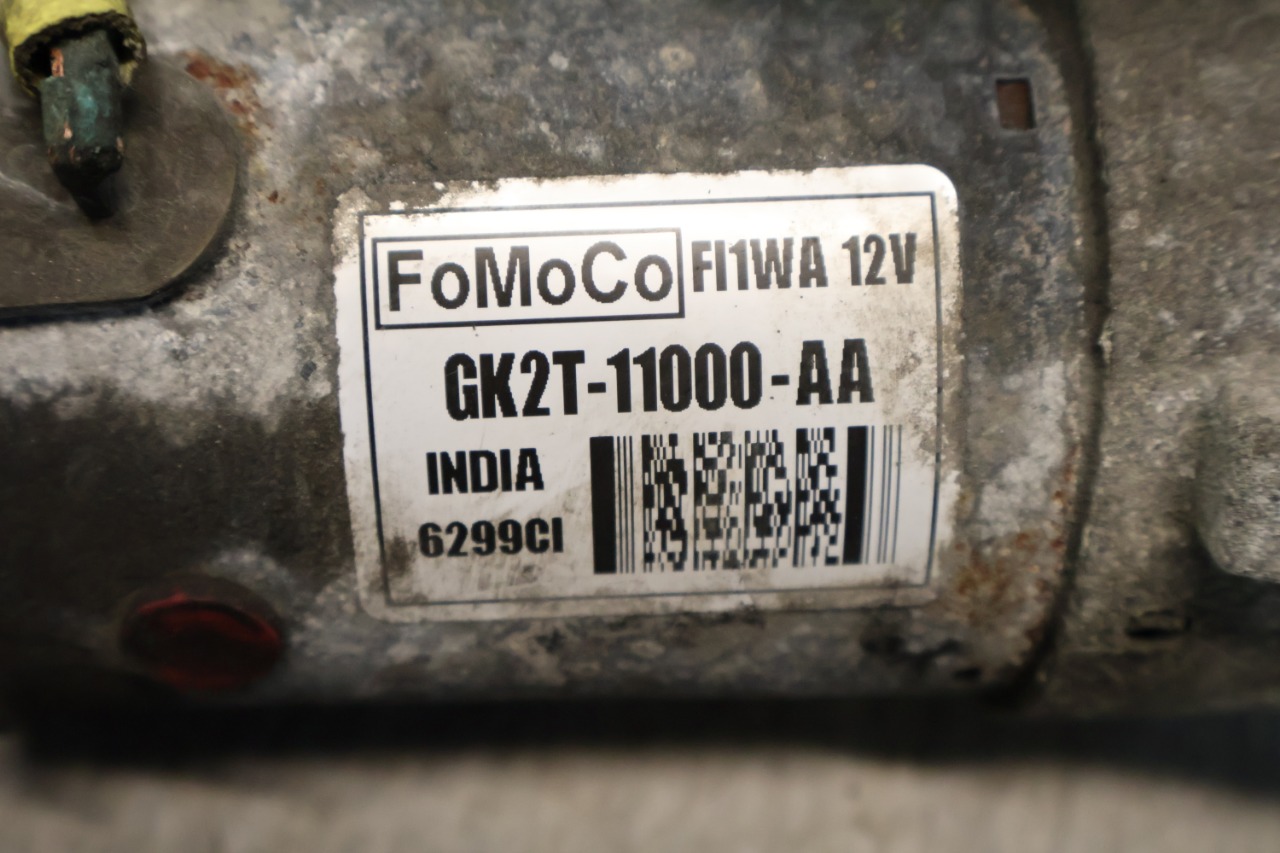 FoMoCo FI1WA 12V
GK2T-11000-AA
INDIA
6299CI